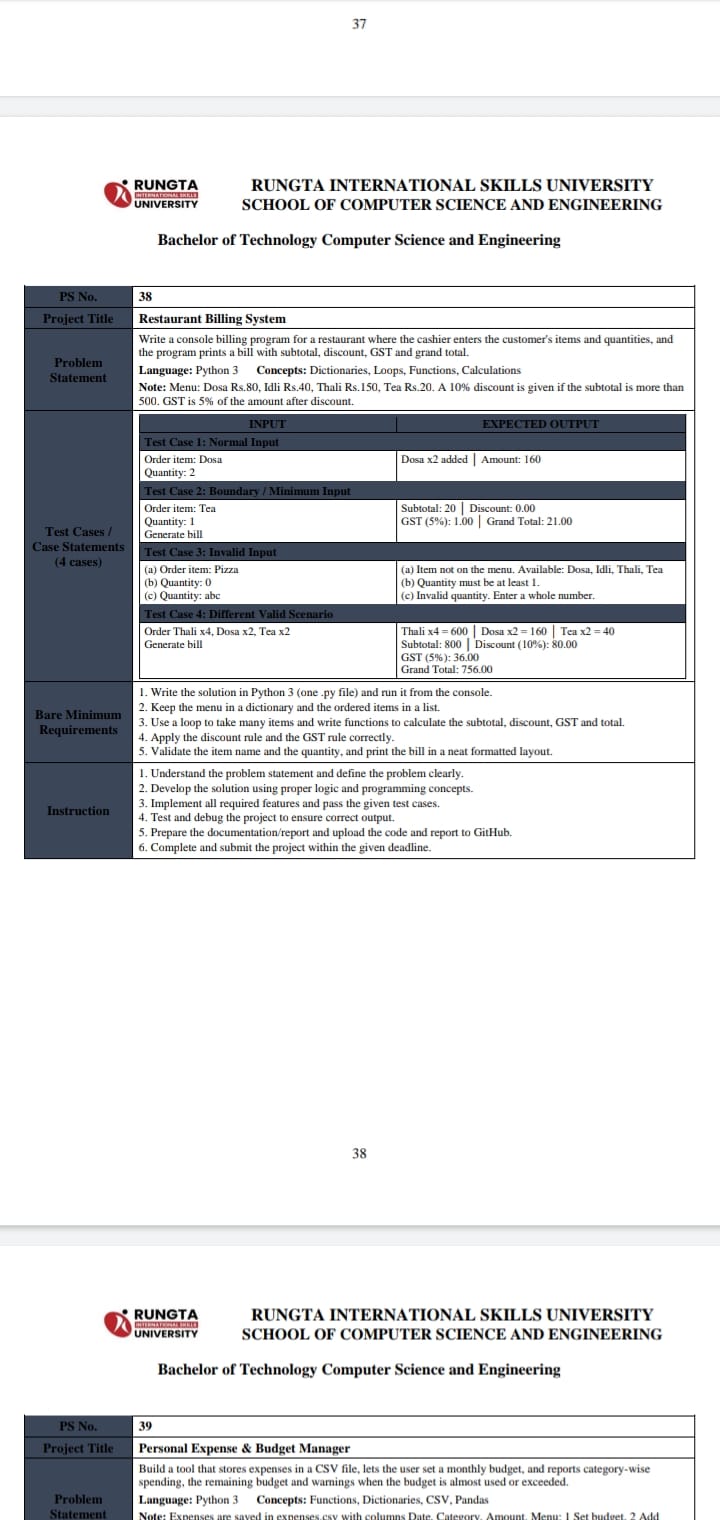 37
RUNGTA
INTERNATIONAL SKILLS
UNIVERSITY
RUNGTA INTERNATIONAL SKILLS UNIVERSITY
SCHOOL OF COMPUTER SCIENCE AND ENGINEERING
Bachelor of Technology Computer Science and Engineering
PS No.
38
Project Title
Restaurant Billing System
Problem
Statement
Write a console billing program for a restaurant where the cashier enters the customer's items and quantities, and
the program prints a bill with subtotal, discount, GST and grand total.
Language: Python 3 Concepts: Dictionaries, Loops, Functions, Calculations
Note: Menu: Dosa Rs.80, Idli Rs.40, Thali Rs.150, Tea Rs.20. A 10% discount is given if the subtotal is more than
500. GST is 5% of the amount after discount.
Test Cases /
Case Statements
(4 cases)
INPUT
EXPECTED OUTPUT
Test Case 1: Normal Input
Order item: Dosa
Quantity: 2
Dosa x2 added | Amount: 160
Test Case 2: Boundary / Minimum Input
Order item: Tea
Quantity: 1
Generate bill
Subtotal: 20 | Discount: 0.00
GST (5%): 1.00 | Grand Total: 21.00
Test Case 3: Invalid Input
(a) Order item: Pizza
(b) Quantity: 0
(c) Quantity: abc
(a) Item not on the menu. Available: Dosa, Idli, Thali, Tea
(b) Quantity must be at least 1.
(c) Invalid quantity. Enter a whole number.
Test Case 4: Different Valid Scenario
Order Thali x4, Dosa x2, Tea x2
Generate bill
Thali x4 = 600 | Dosa x2 = 160 | Tea x2 = 40
Subtotal: 800 | Discount (10%): 80.00
GST (5%): 36.00
Grand Total: 756.00
Bare Minimum
Requirements
1. Write the solution in Python 3 (one .py file) and run it from the console.
2. Keep the menu in a dictionary and the ordered items in a list.
3. Use a loop to take many items and write functions to calculate the subtotal, discount, GST and total.
4. Apply the discount rule and the GST rule correctly.
5. Validate the item name and the quantity, and print the bill in a neat formatted layout.
Instruction
1. Understand the problem statement and define the problem clearly.
2. Develop the solution using proper logic and programming concepts.
3. Implement all required features and pass the given test cases.
4. Test and debug the project to ensure correct output.
5. Prepare the documentation/report and upload the code and report to GitHub.
6. Complete and submit the project within the given deadline.
38
RUNGTA
INTERNATIONAL SKILLS
UNIVERSITY
RUNGTA INTERNATIONAL SKILLS UNIVERSITY
SCHOOL OF COMPUTER SCIENCE AND ENGINEERING
Bachelor of Technology Computer Science and Engineering
PS No.
39
Project Title
Personal Expense & Budget Manager
Problem
Statement
Build a tool that stores expenses in a CSV file, lets the user set a monthly budget, and reports category-wise
spending, the remaining budget and warnings when the budget is almost used or exceeded.
Language: Python 3 Concepts: Functions, Dictionaries, CSV, Pandas
Note: Expenses are saved in expenses.csv with columns Date, Category, Amount. Menu: 1 Set budget, 2 Add